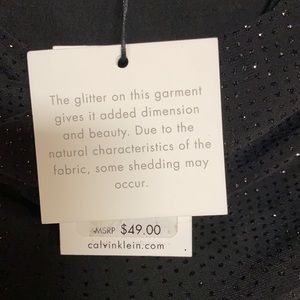 The glitter on this garment
gives it added dimension
and beauty. Due to the
natural characteristics of the
fabric, some shedding may
occur.
MSRP $49.00
calvinklein.com